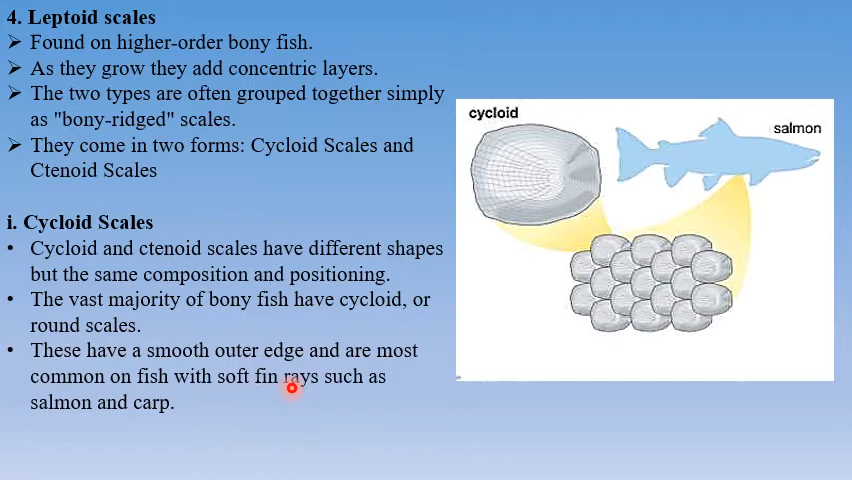 4. Leptoid scales
➢ Found on higher-order bony fish.
➢ As they grow they add concentric layers.
➢ The two types are often grouped together simply
as "bony-ridged" scales.
➢ They come in two forms: Cycloid Scales and
Ctenoid Scales
i. Cycloid Scales
• Cycloid and ctenoid scales have different shapes
but the same composition and positioning.
• The vast majority of bony fish have cycloid, or
round scales.
• These have a smooth outer edge and are most
common on fish with soft fin rays such as
salmon and carp.
cycloid
salmon